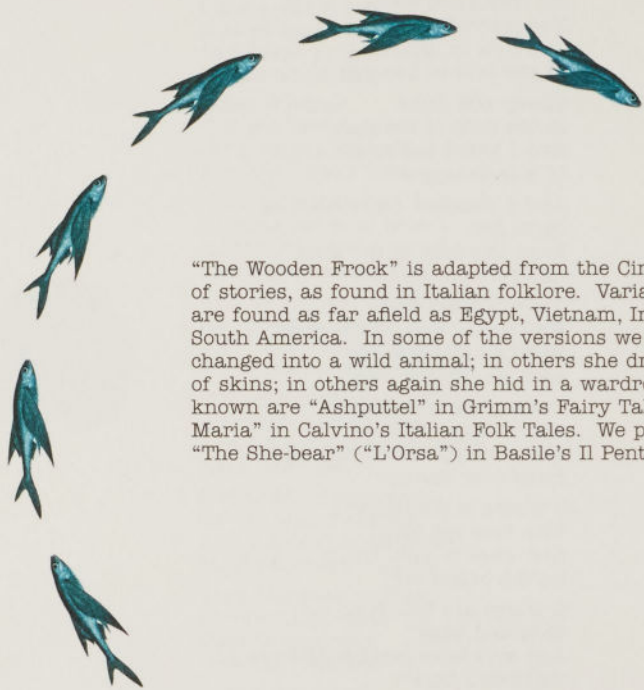 “The Wooden Frock” is adapted from the Cin
of stories, as found in Italian folklore. Varia
are found as far afield as Egypt, Vietnam, In
South America. In some of the versions we
changed into a wild animal; in others she dr
of skins; in others again she hid in a wardro
known are “Ashputtel” in Grimm’s Fairy Tal
Maria” in Calvino’s Italian Folk Tales. We p
“The She-bear” (“L’Orsa”) in Basile’s Il Pent